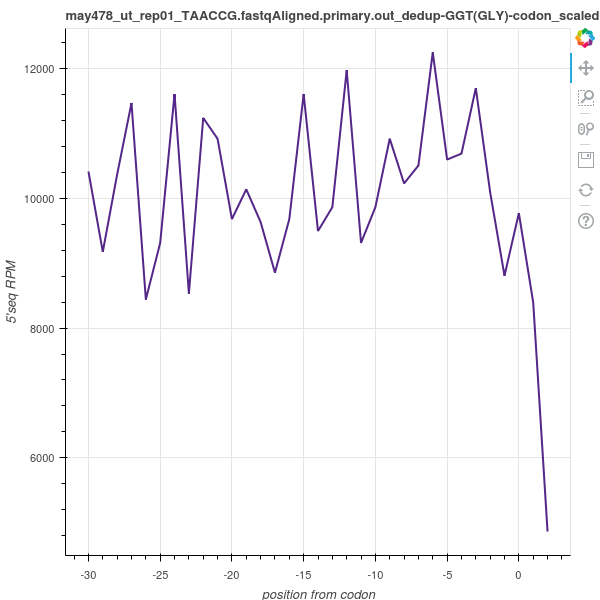 may478_ut_rep01_TAACCG.fastqAligned.primary.out_dedup-GGT(GLY)-codon_scaled
12000
10000
8000
6000
5'seq RPM
-30 -25 -20 -15 -10 -5 0
position from codon
?